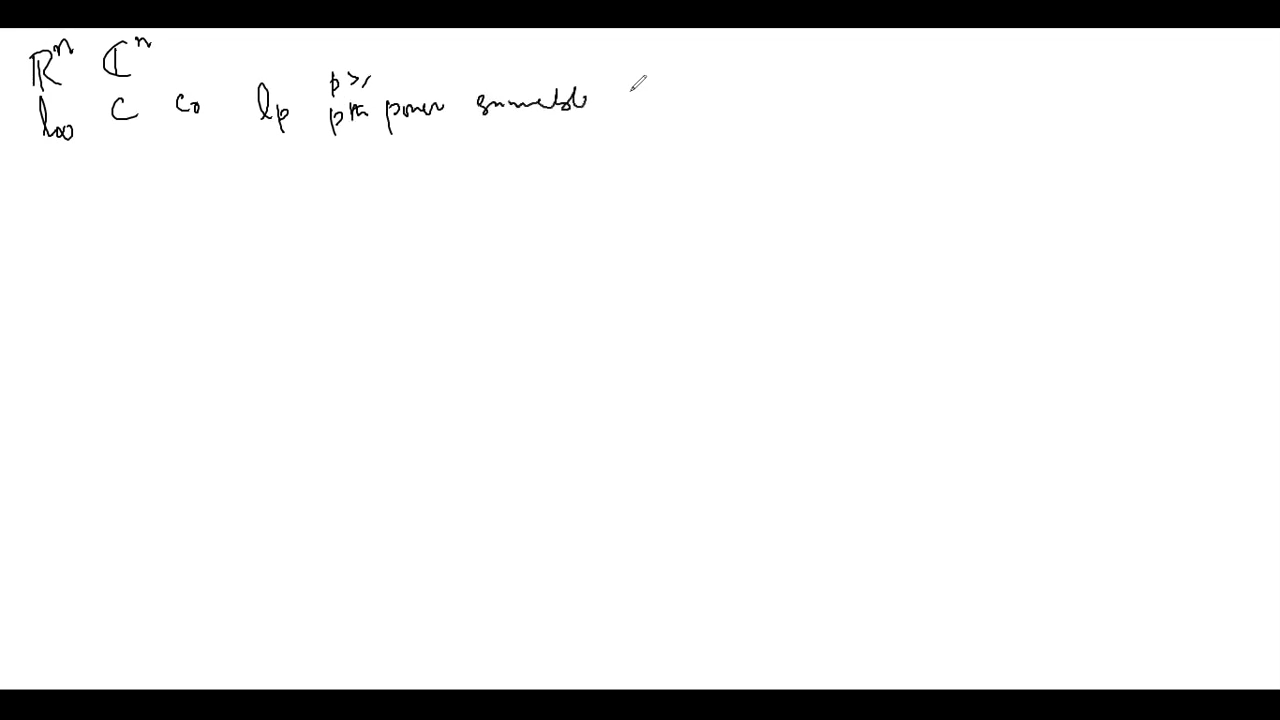 ℝⁿ ℂⁿ
l∞ c c₀ lₚ p≥1 pth power summable